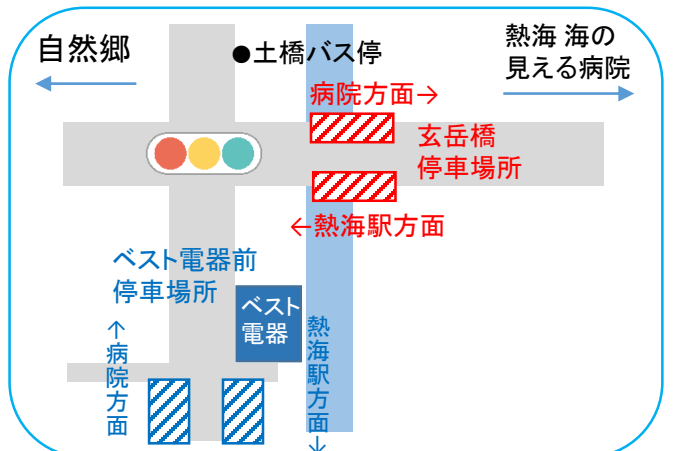 自然郷
●土橋バス停
熱海 海の
見える病院
病院方面→
玄岳橋
停車場所
←熱海駅方面
ベスト電器前
停車場所
ベスト
電器
↑病院方面
熱海駅方面↓